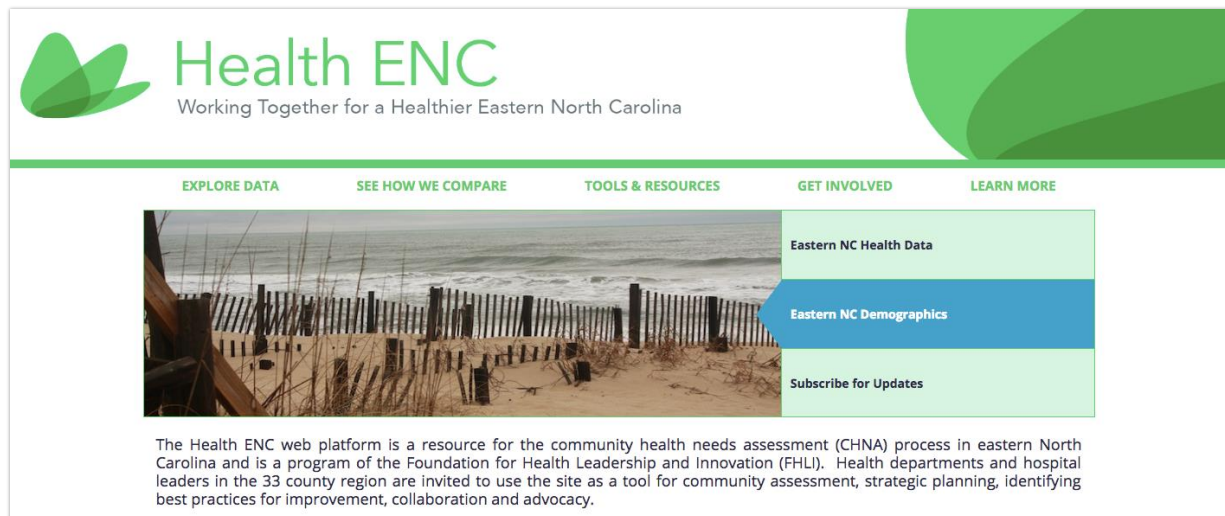 Health ENC
Working Together for a Healthier Eastern North Carolina
EXPLORE DATA SEE HOW WE COMPARE TOOLS & RESOURCES GET INVOLVED LEARN MORE
Eastern NC Health Data
Eastern NC Demographics
Subscribe for Updates
The Health ENC web platform is a resource for the community health needs assessment (CHNA) process in eastern North
Carolina and is a program of the Foundation for Health Leadership and Innovation (FHLI). Health departments and hospital
leaders in the 33 county region are invited to use the site as a tool for community assessment, strategic planning, identifying
best practices for improvement, collaboration and advocacy.